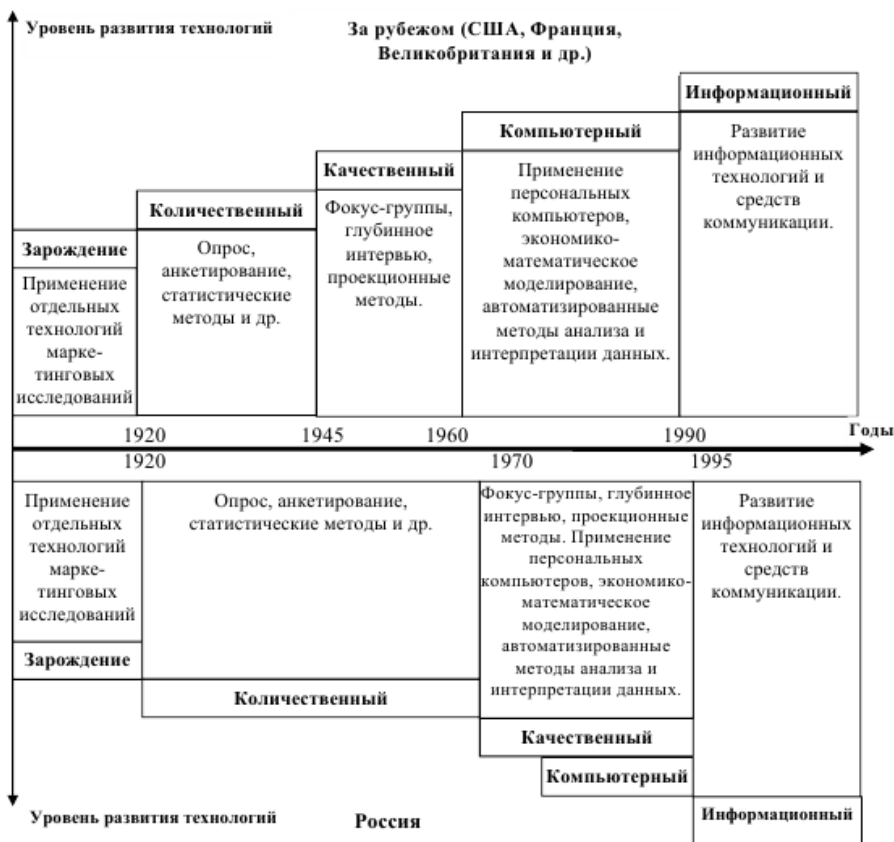 Уровень развития технологий
За рубежом (США, Франция,
Великобритания и др.)
Зарождение
Применение
отдельных
технологий
марке-
тинговых
исследований
Количественный
Опрос,
анкетирование,
статистические
методы и др.
Качественный
Фокус-группы,
глубинное
интервью,
проекционные
методы.
Компьютерный
Применение
персональных
компьютеров,
экономико-
математическое
моделирование,
автоматизированные
методы анализа и
интерпретации данных.
Информационный
Развитие
информационных
технологий и
средств
коммуникации.
1920 1945 1960 1990 Годы
1920 1970 1995
Применение
отдельных
технологий
марке-
тинговых
исследований
Зарождение
Опрос, анкетирование,
статистические методы и др.
Количественный
Фокус-группы, глубинное
интервью, проекционные
методы. Применение
персональных
компьютеров, экономико-
математическое
моделирование,
автоматизированные
методы анализа и
интерпретации данных.
Качественный
Компьютерный
Развитие
информационных
технологий и
средств
коммуникации.
Информационный
Уровень развития технологий
Россия